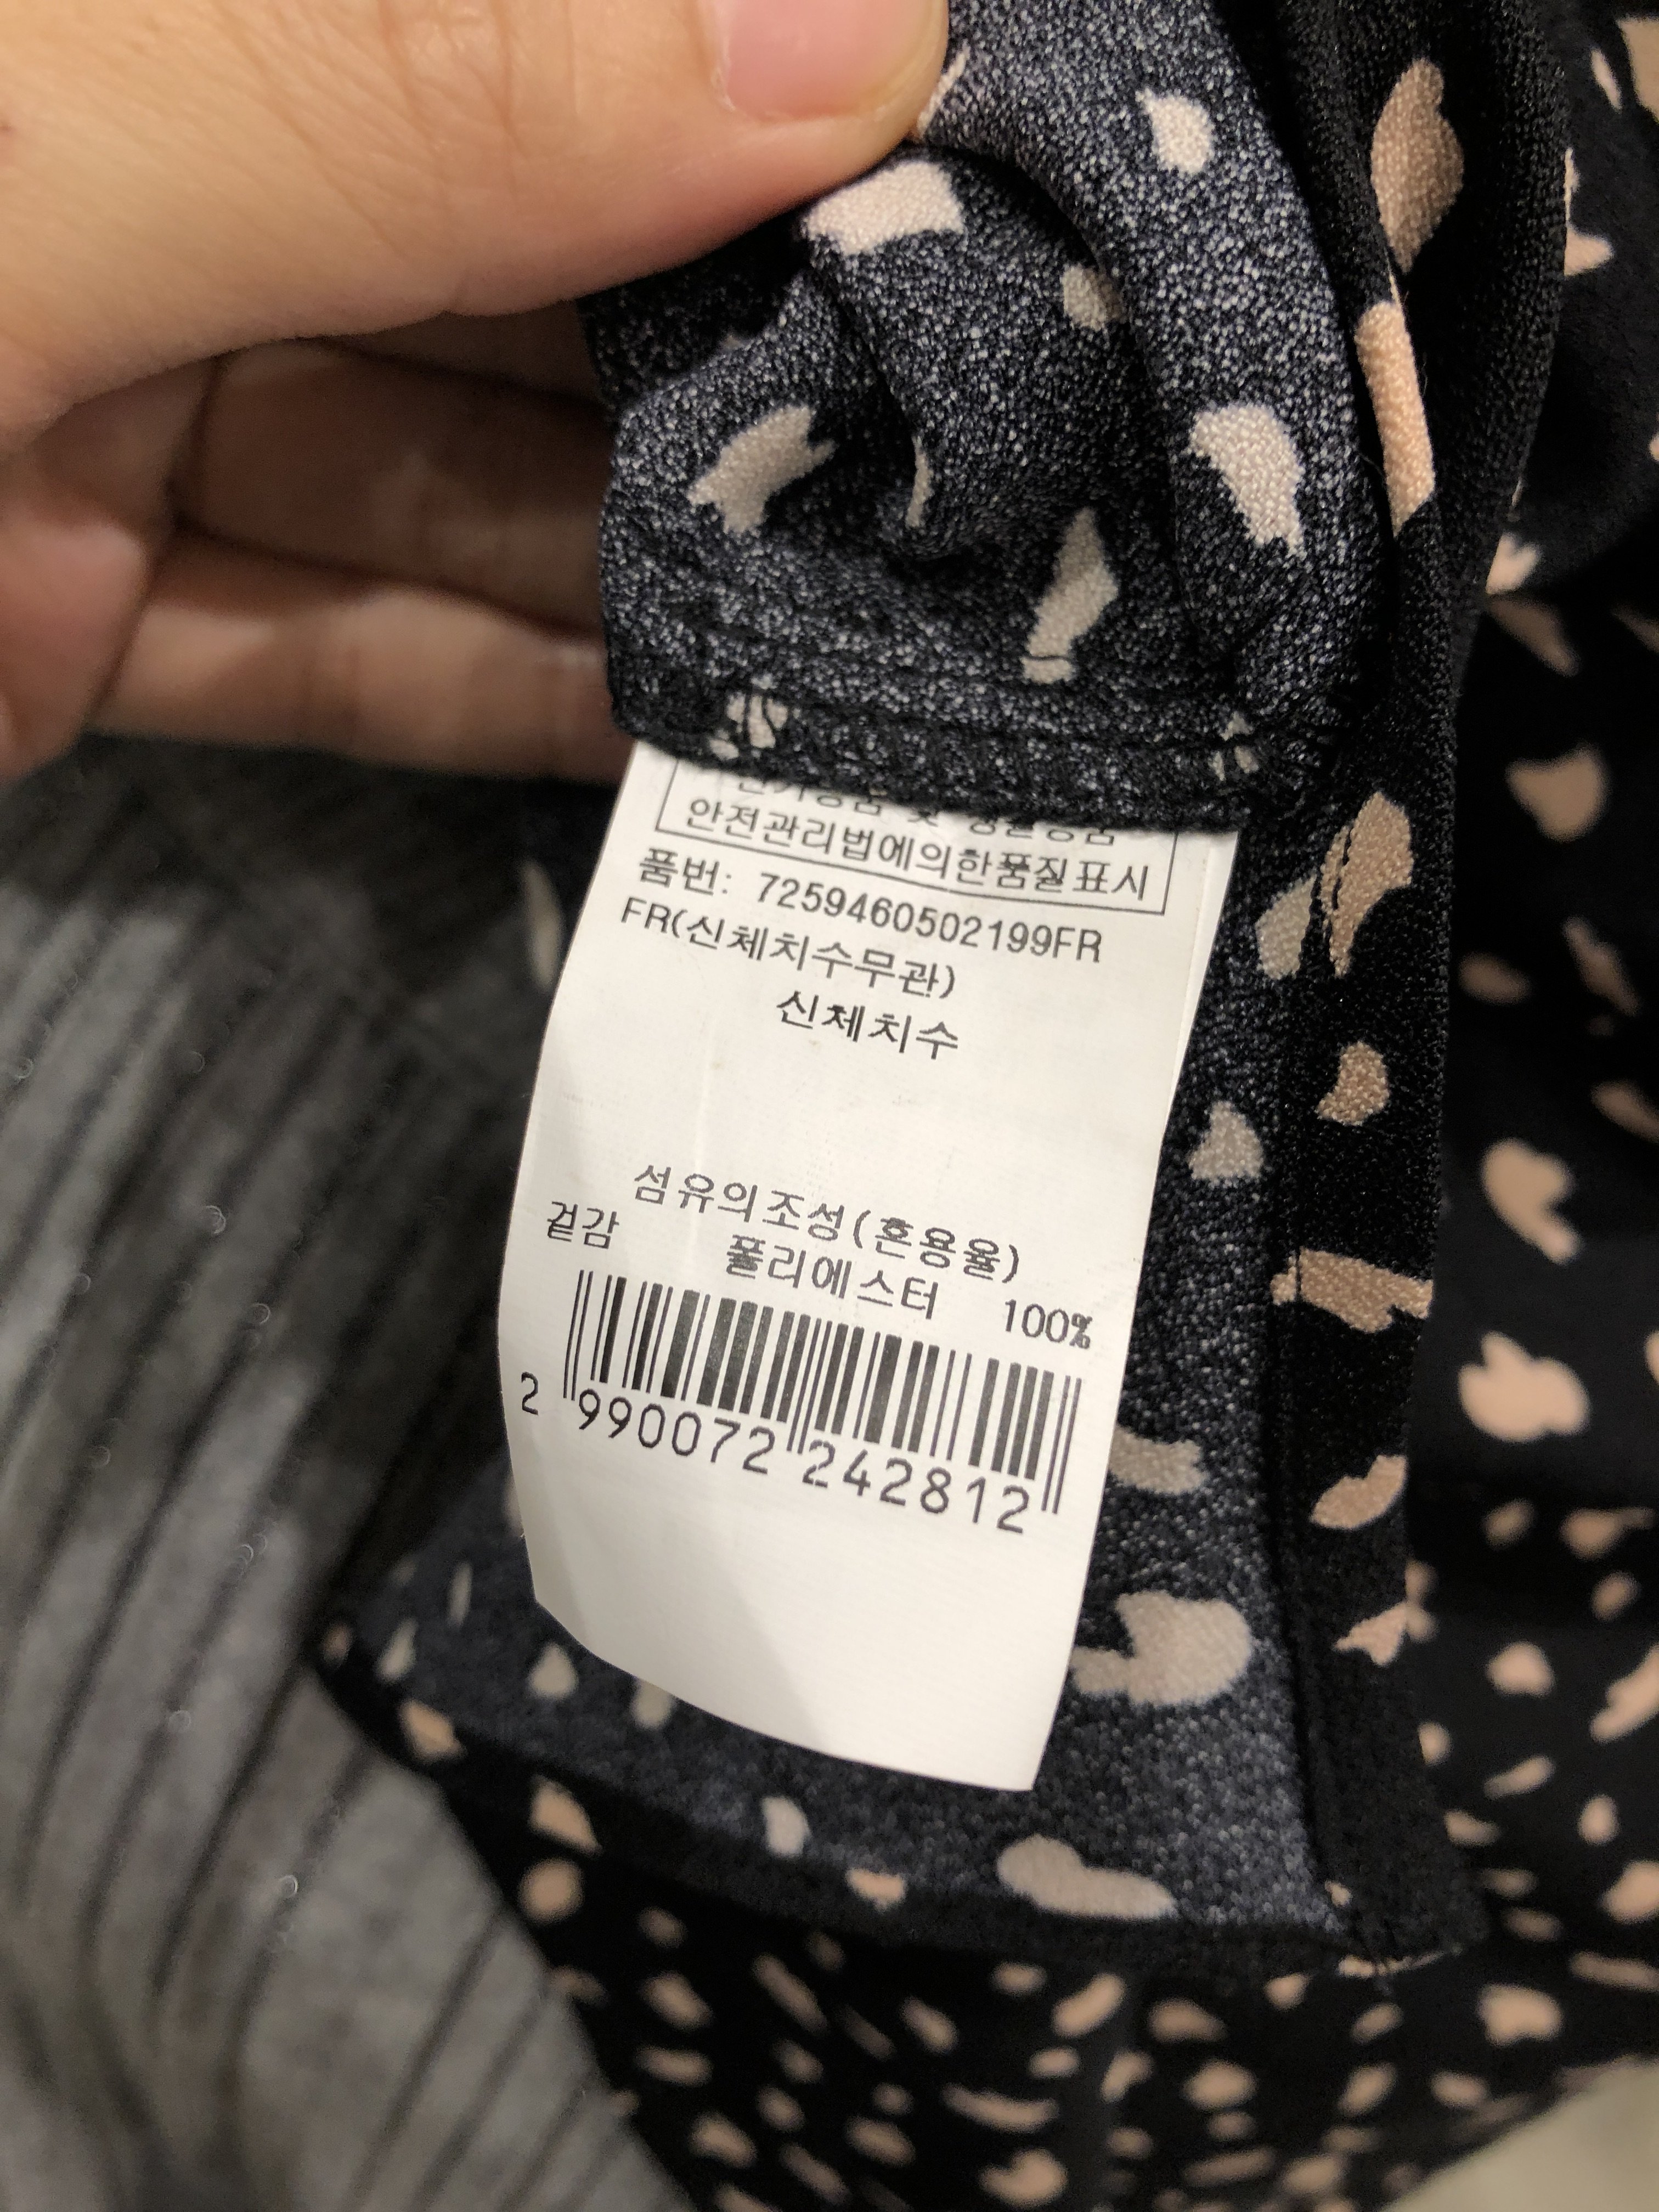 안전관리법에의한품질표시
품번: 7259460502199FR
FR(신체치수무관)
신체치수
섬유의조성(혼용율)
겉감 폴리에스터 100%
2 990072 242812